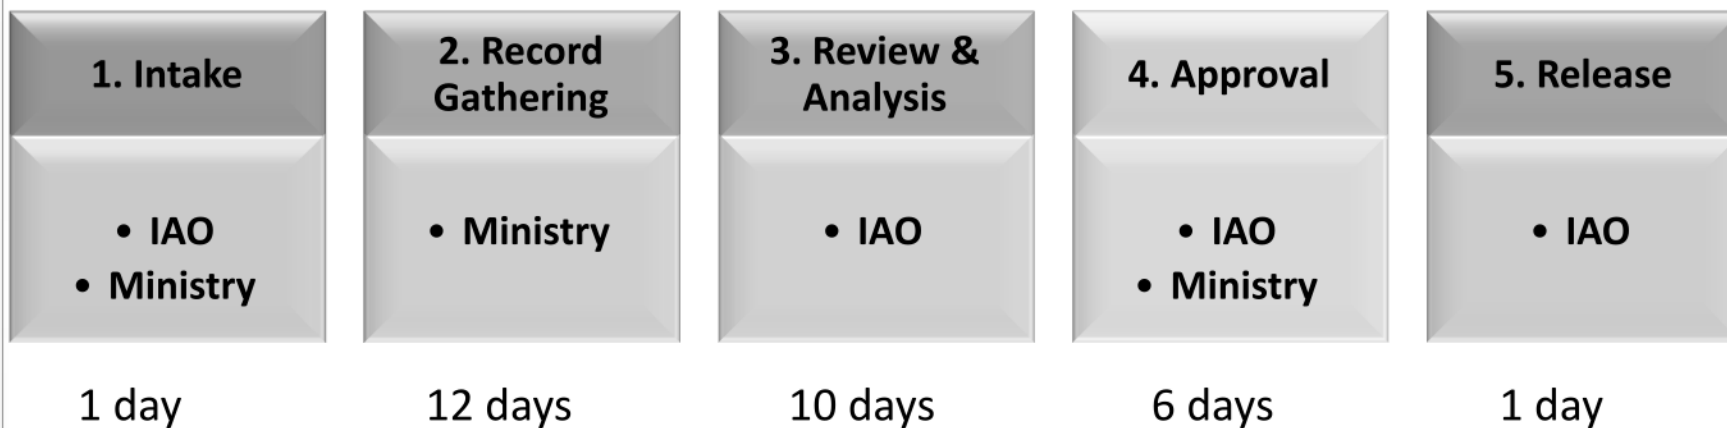 1. Intake
2. Record
Gathering
3. Review &
Analysis
4. Approval
5. Release
• IAO
• Ministry
• Ministry
• IAO
• IAO
• Ministry
• IAO
1 day
12 days
10 days
6 days
1 day